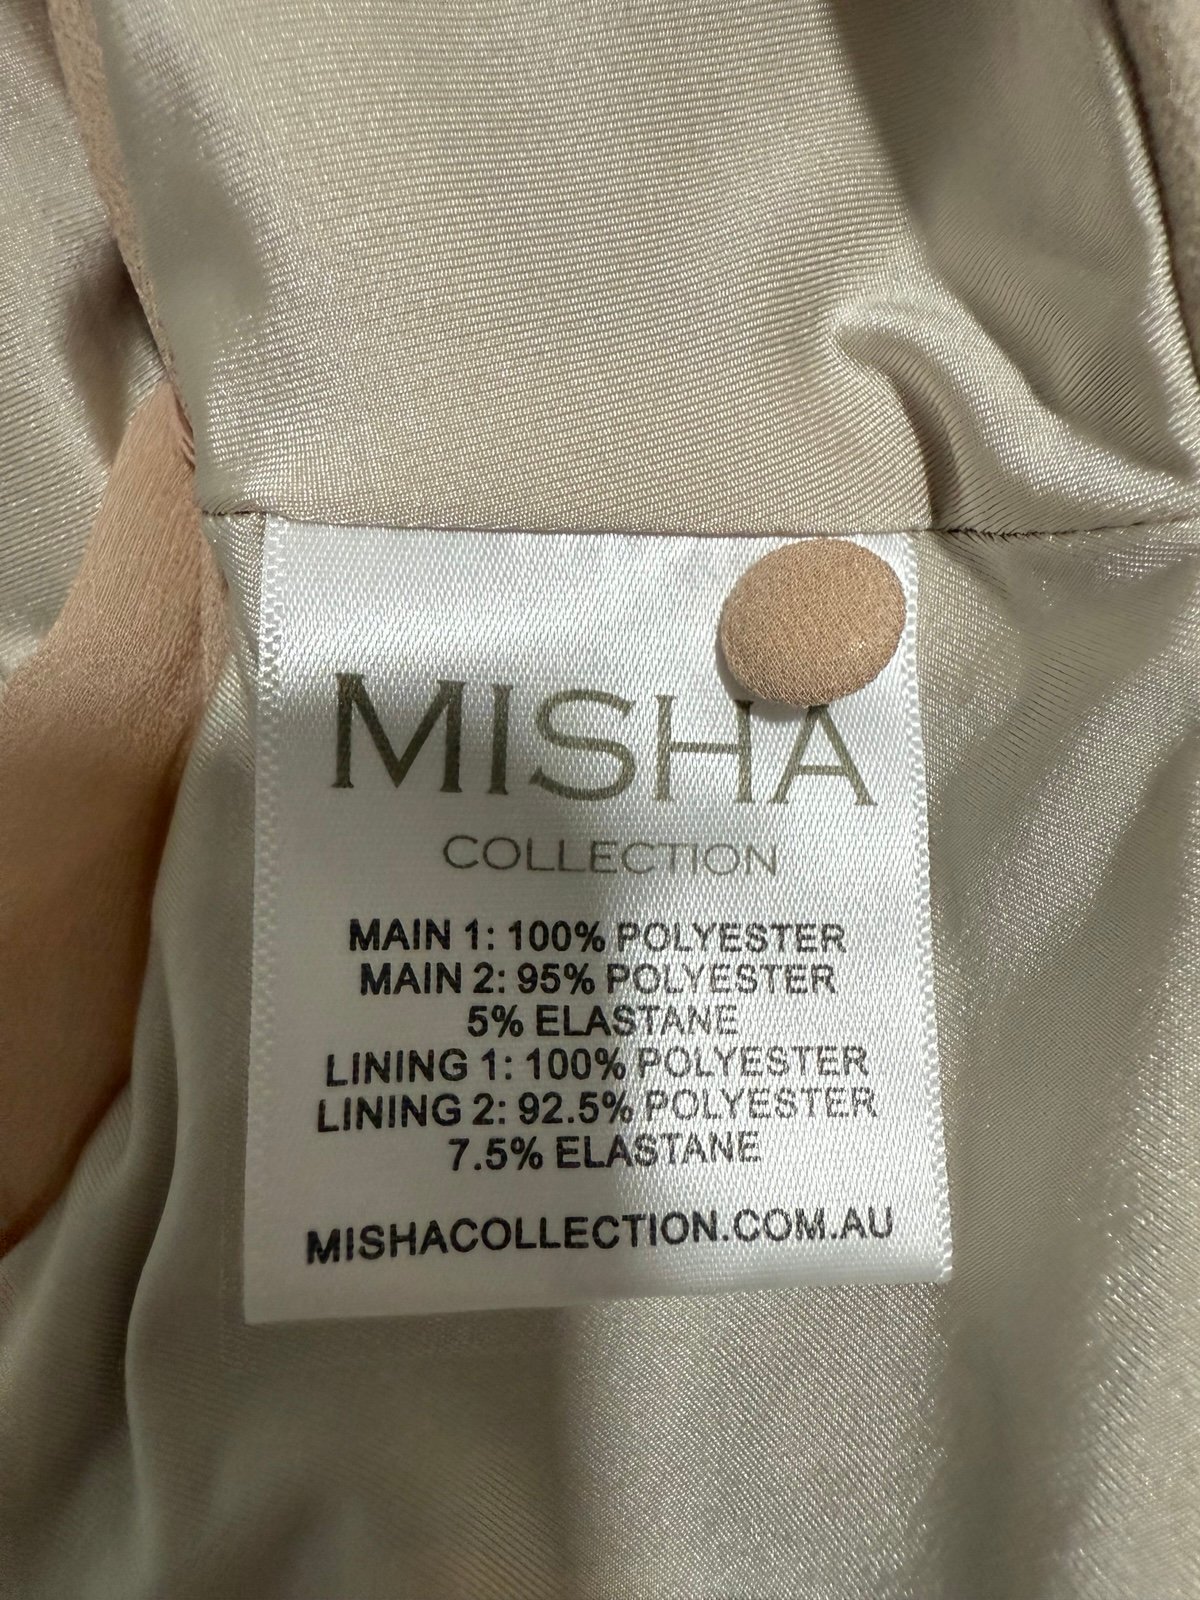 MISHA
COLLECTION
MAIN 1: 100% POLYESTER
MAIN 2: 95% POLYESTER
5% ELASTANE
LINING 1: 100% POLYESTER
LINING 2: 92.5% POLYESTER
7.5% ELASTANE
MISHACOLLECTION.COM.AU